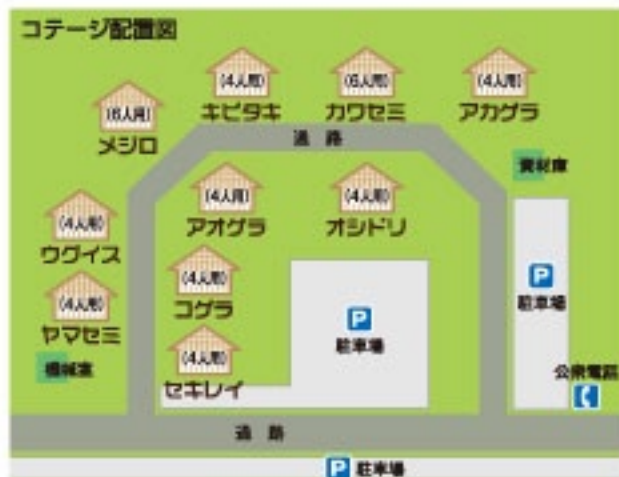 コテージ配置図
(4人用)
キビタキ
(6人用)
カワセミ
(4人用)
アカゲラ
(6人用)
メジロ
通路
資材庫
(4人用)
アオゲラ
(4人用)
オシドリ
(4人用)
ウグイス
(4人用)
コゲラ
P
駐車場
(4人用)
ヤマセミ
P
駐車場
機械室
(4人用)
セキレイ
公衆電話
通路
P 駐車場